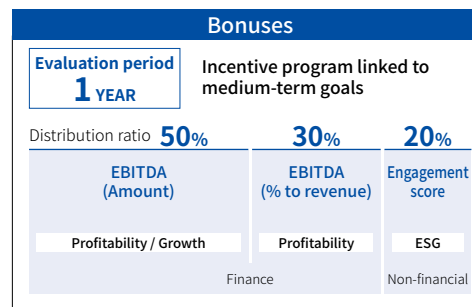 Bonuses
Evaluation period
1 YEAR
Incentive program linked to
medium-term goals
Distribution ratio 50% 30% 20%
EBITDA
(Amount)
EBITDA
(% to revenue)
Engagement
score
Profitability / Growth
Profitability
ESG
Finance
Non-financial